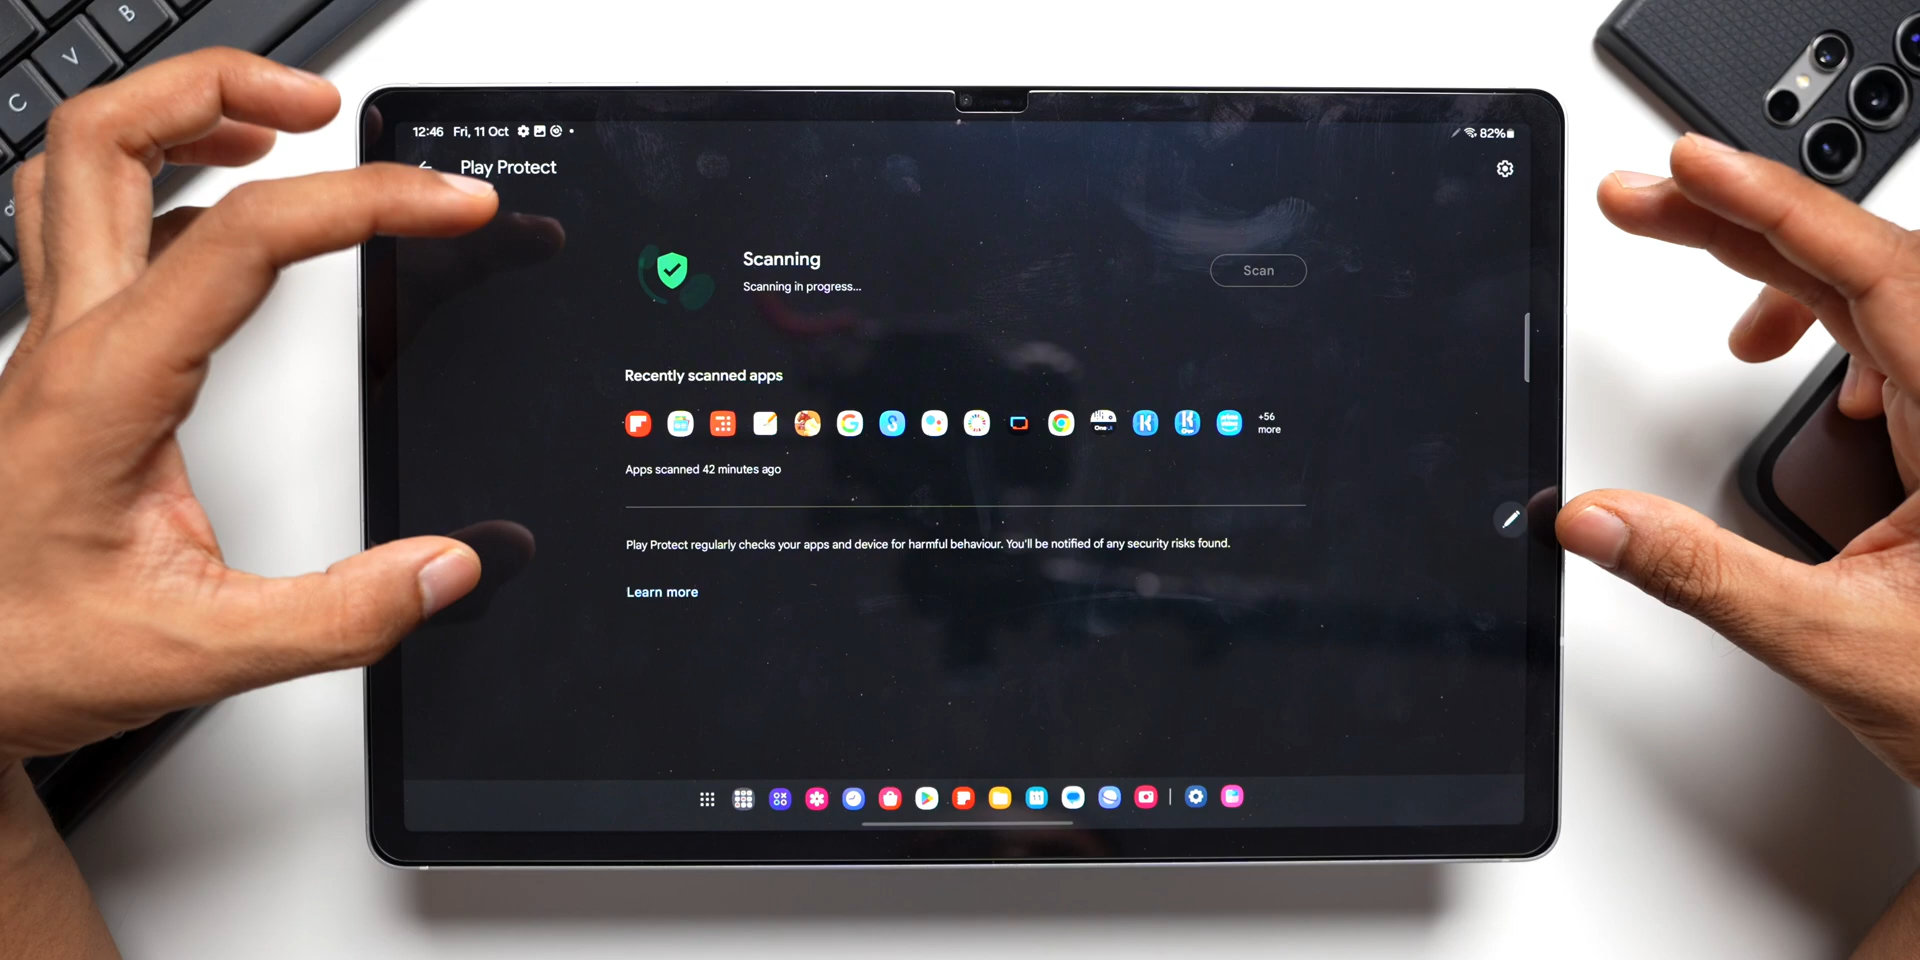 B
V
C
12:46 Fri, 11 Oct
82%
Play Protect
Scanning
Scanning in progress...
Scan
Recently scanned apps
+56
more
Apps scanned 42 minutes ago
Play Protect regularly checks your apps and device for harmful behaviour. You'll be notified of any security risks found.
Learn more